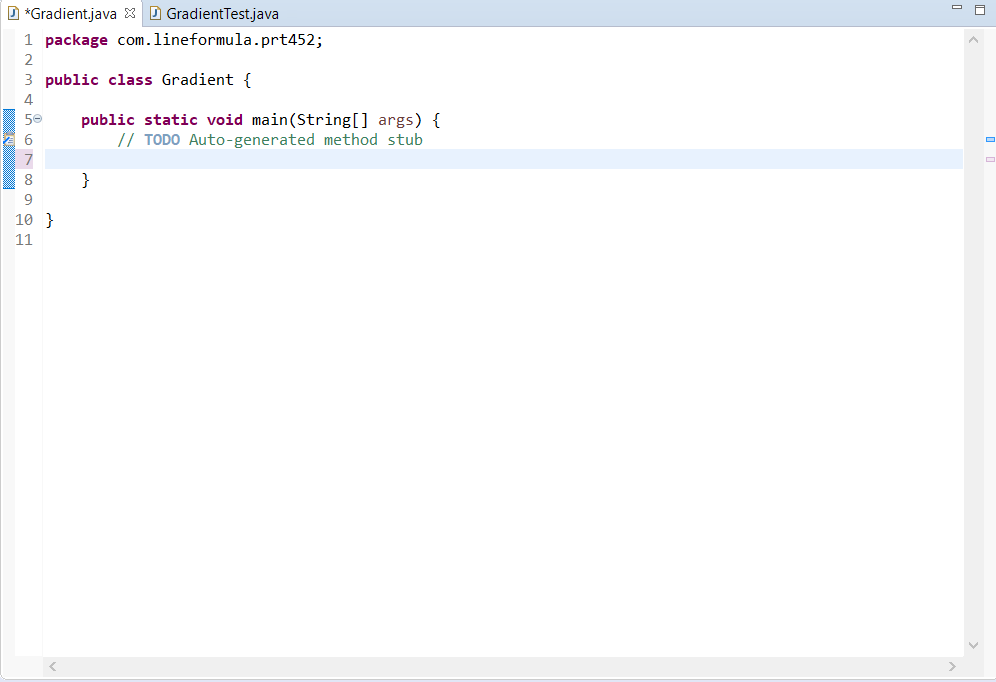 *Gradient.java GradientTest.java
1 package com.lineformula.prt452;
2
3 public class Gradient {
4
5 public static void main(String[] args) {
6 // TODO Auto-generated method stub
7
8 }
9
10 }
11